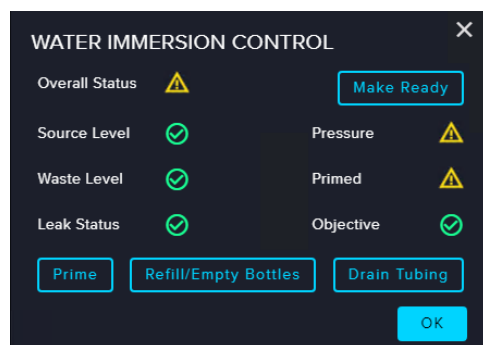 WATER IMMERSION CONTROL
Overall Status
Make Ready
Source Level
Pressure
Waste Level
Primed
Leak Status
Objective
Prime
Refill/Empty Bottles
Drain Tubing
OK